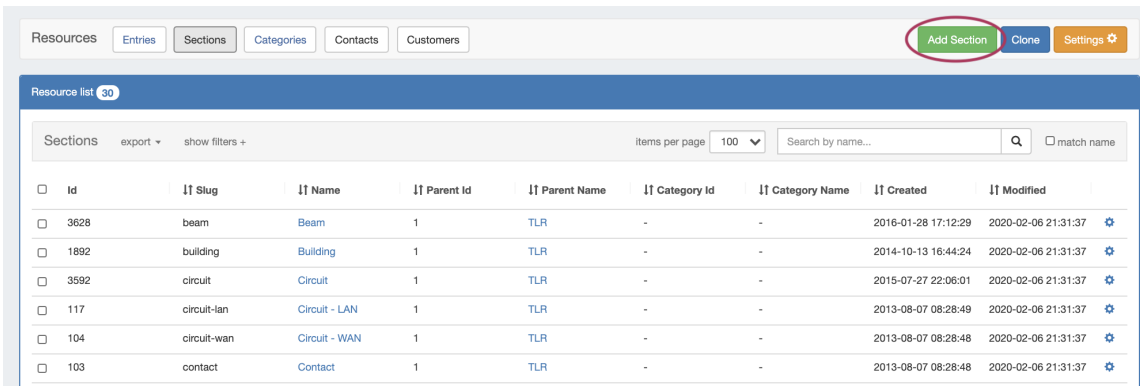 Resources Entries Sections Categories Contacts Customers Add Section Clone Settings
Resource list 30
Sections export show filters + items per page 100 Search by name... match name
Id Slug Name Parent Id Parent Name Category Id Category Name Created Modified
3628 beam Beam 1 TLR - - 2016-01-28 17:12:29 2020-02-06 21:31:37
1892 building Building 1 TLR - - 2014-10-13 16:44:24 2020-02-06 21:31:37
3592 circuit Circuit 1 TLR - - 2015-07-27 22:06:01 2020-02-06 21:31:37
117 circuit-lan Circuit - LAN 1 TLR - - 2013-08-07 08:28:49 2020-02-06 21:31:37
104 circuit-wan Circuit - WAN 1 TLR - - 2013-08-07 08:28:48 2020-02-06 21:31:37
103 contact Contact 1 TLR - - 2013-08-07 08:28:48 2020-02-06 21:31:37